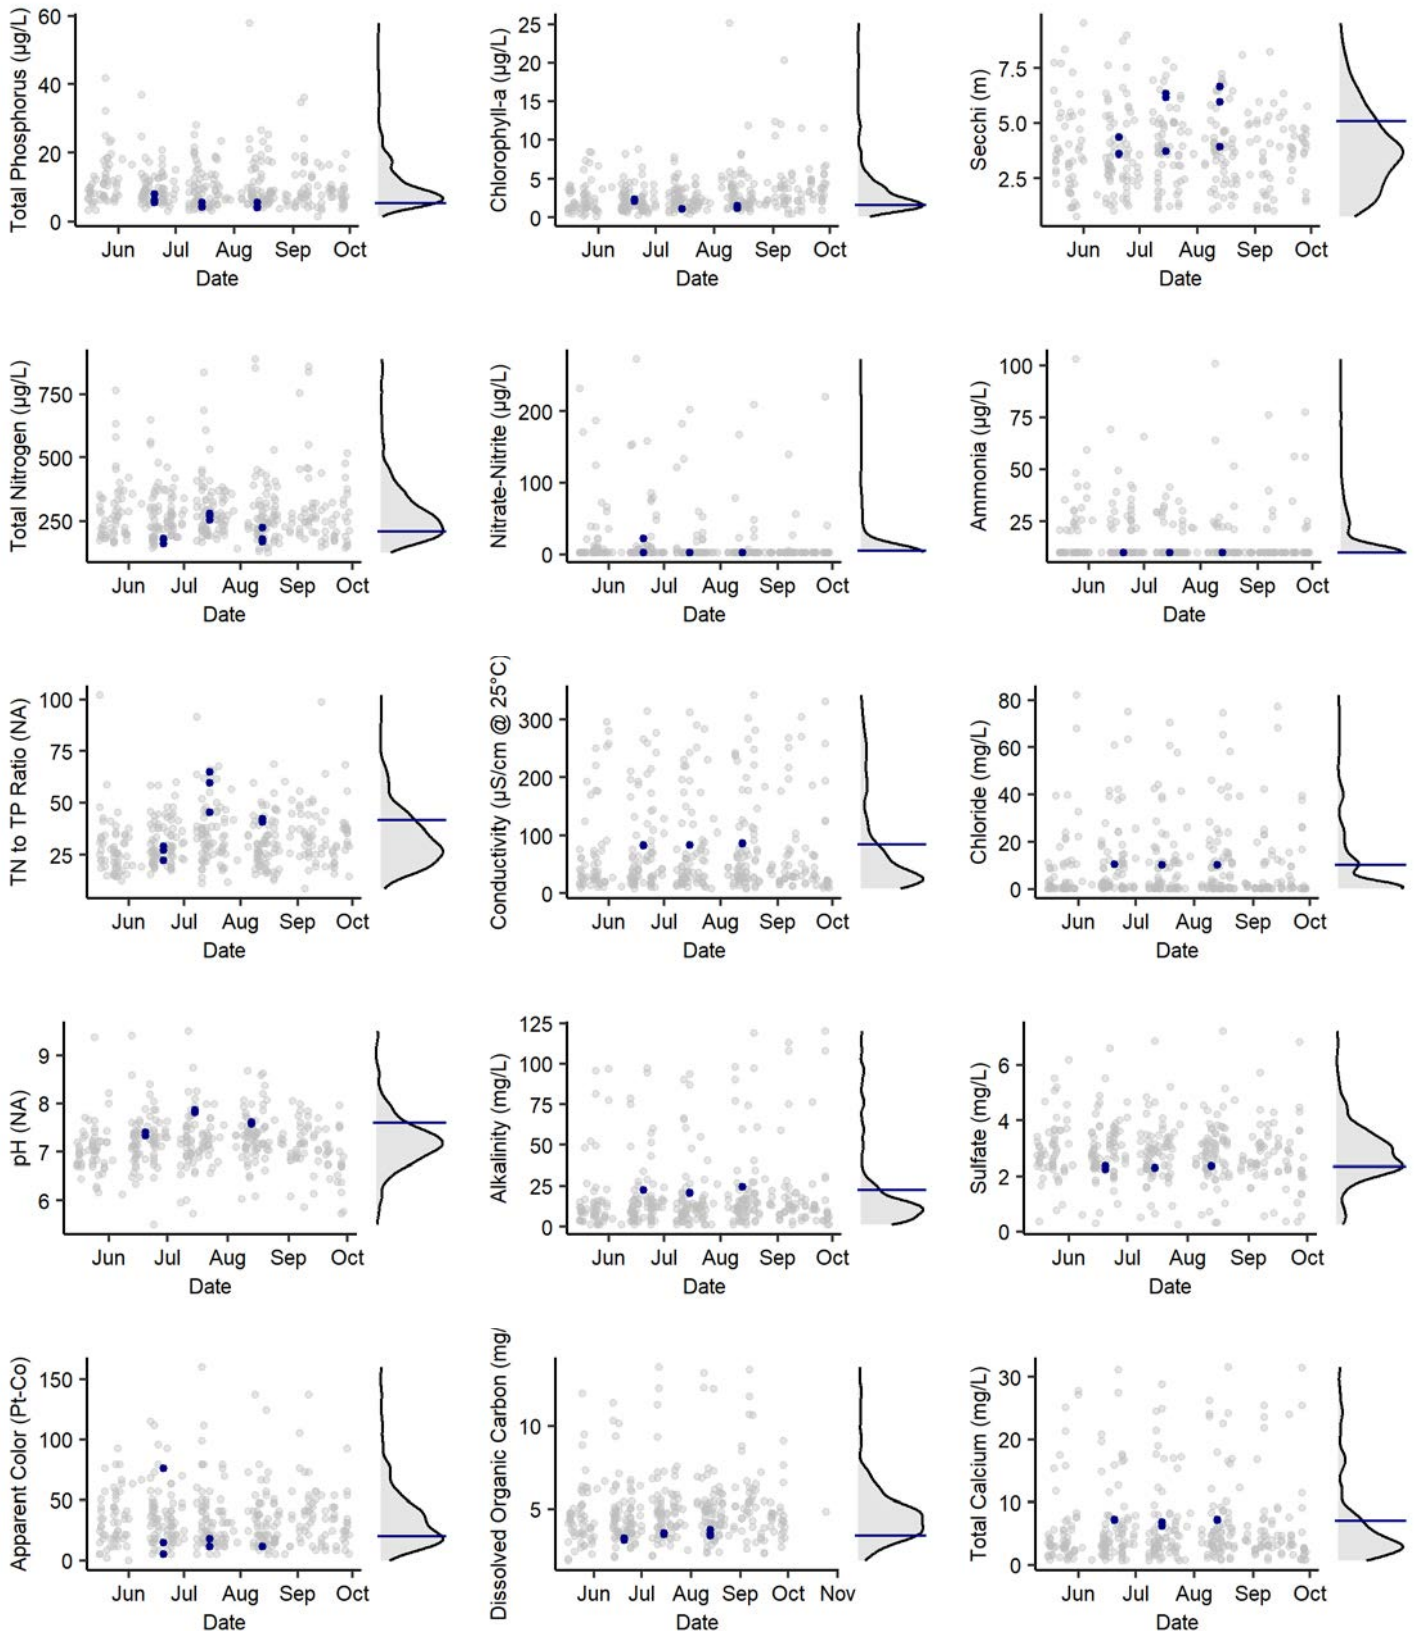 Total Phosphorus (µg/L)
60
40
20
0
Jun Jul Aug Sep Oct
Date
Chlorophyll-a (µg/L)
25
20
15
10
5
0
Jun Jul Aug Sep Oct
Date
Secchi (m)
7.5
5.0
2.5
Jun Jul Aug Sep Oct
Date
Total Nitrogen (µg/L)
750
500
250
Jun Jul Aug Sep Oct
Date
Nitrate-Nitrite (µg/L)
200
100
0
Jun Jul Aug Sep Oct
Date
Ammonia (µg/L)
100
75
50
25
Jun Jul Aug Sep Oct
Date
TN to TP Ratio (NA)
100
75
50
25
Jun Jul Aug Sep Oct
Date
Conductivity (µS/cm @ 25°C)
300
200
100
0
Jun Jul Aug Sep Oct
Date
Chloride (mg/L)
80
60
40
20
0
Jun Jul Aug Sep Oct
Date
pH (NA)
9
8
7
6
Jun Jul Aug Sep Oct
Date
Alkalinity (mg/L)
125
100
75
50
25
0
Jun Jul Aug Sep Oct
Date
Sulfate (mg/L)
6
4
2
0
Jun Jul Aug Sep Oct
Date
Apparent Color (Pt-Co)
150
100
50
0
Jun Jul Aug Sep Oct
Date
Dissolved Organic Carbon (mg/
10
5
Jun Jul Aug Sep Oct Nov
Date
Total Calcium (mg/L)
30
20
10
0
Jun Jul Aug Sep Oct
Date